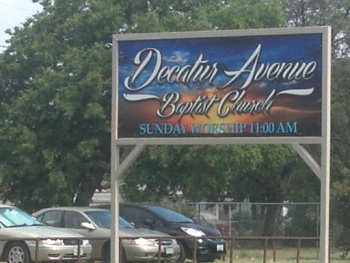 Decatur Avenue
Baptist Church
SUNDAY WORSHIP 11:00 AM